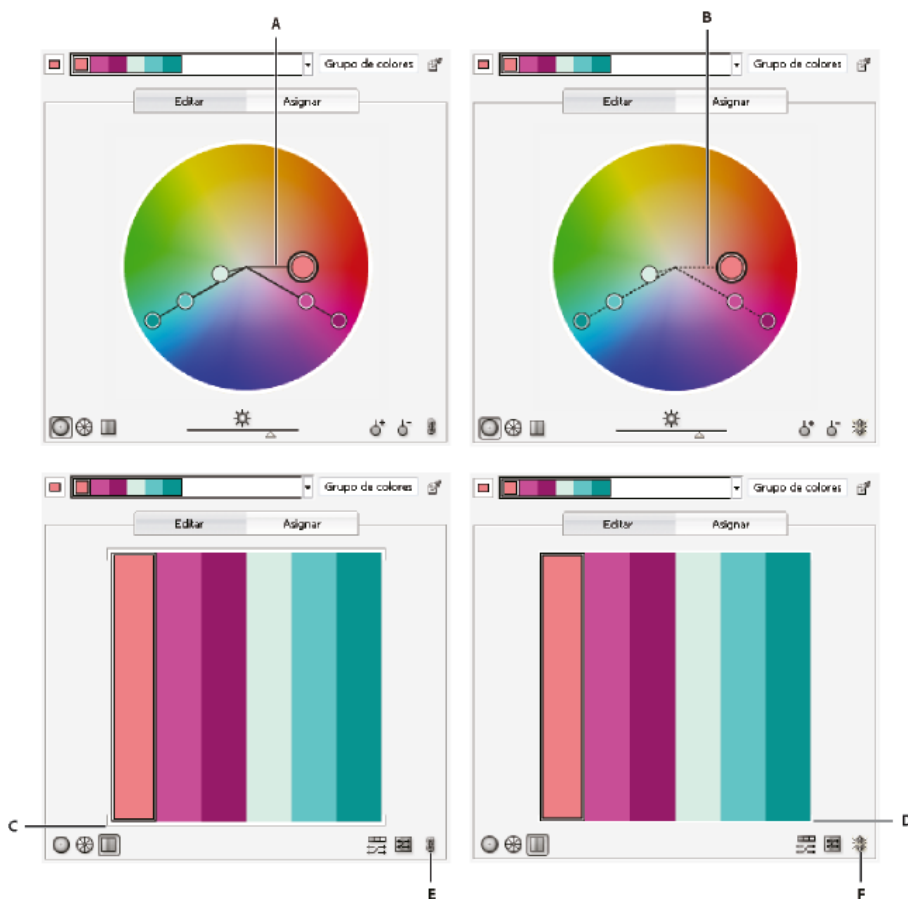 A
B
Grupo de colores
Grupo de colores
Editar
Asignar
Editar
Asignar
Grupo de colores
Grupo de colores
Editar
Asignar
Editar
Asignar
C
D
E
F